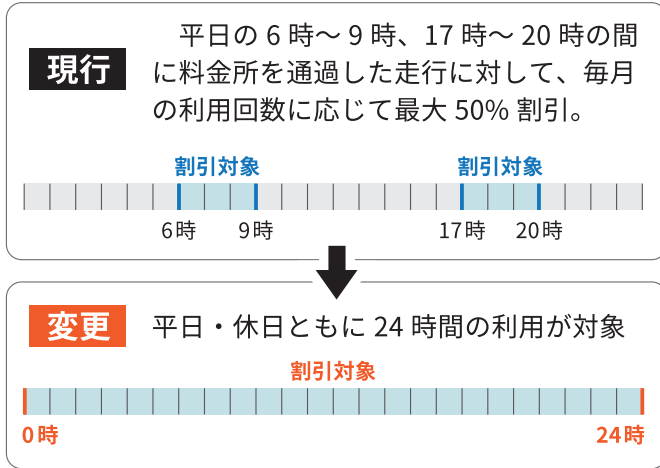 現行
平日の 6 時〜 9 時、17 時〜 20 時の間
に料金所を通過した走行に対して、毎月
の利用回数に応じて最大 50% 割引。
割引対象 割引対象
6時 9時 17時 20時
変更
平日・休日ともに 24 時間の利用が対象
割引対象
0時 24時